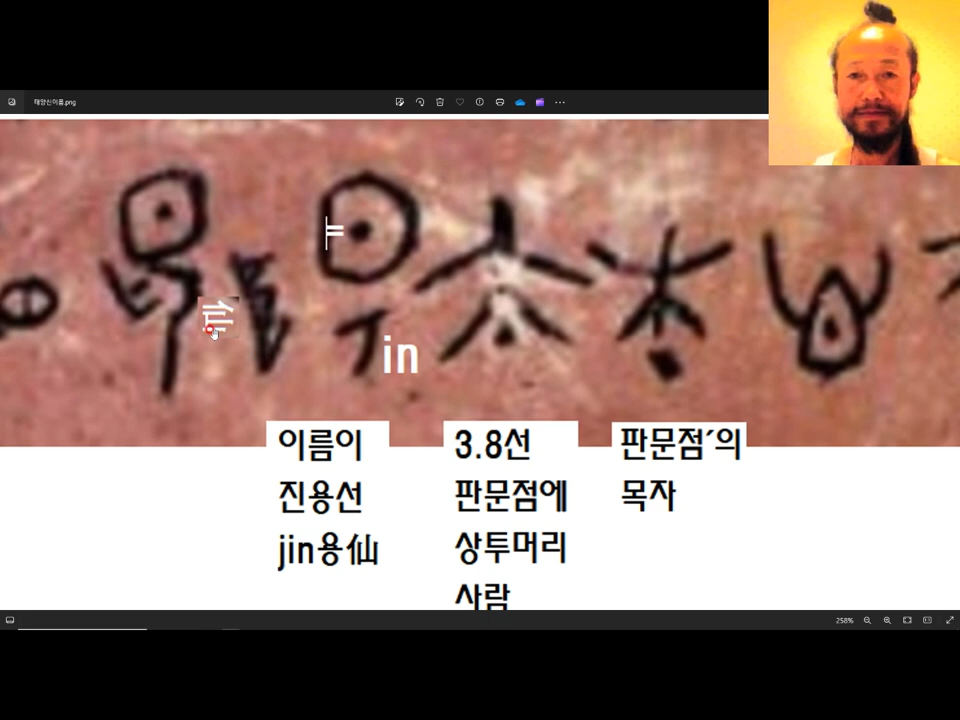 태양신이름.png
in
이름이
진용선
jin용仙
3.8선
판문점에
상투머리
사람
판문점´의
목자
258%